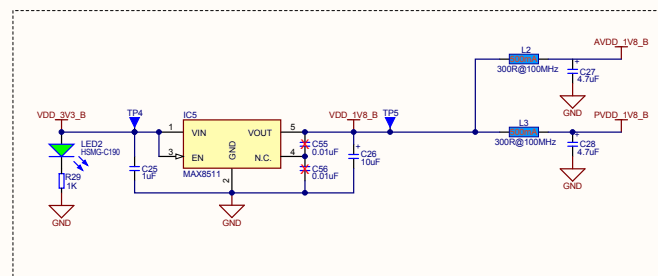 AVDD_1V8_B
L2
300R@100MHz
C27
4.7uF
GND
VDD_3V3_B
TP4
IC5
VDD_1V8_B
TP5
L3
PVDD_1V8_B
300R@100MHz
C28
4.7uF
GND
1
VIN
VOUT
5
3
EN
GND
N.C.
4
2
MAX8511
LED2
HSMG-C190
R29
1K
GND
C25
1uF
C55
0.01uF
C56
0.01uF
C26
10uF
GND